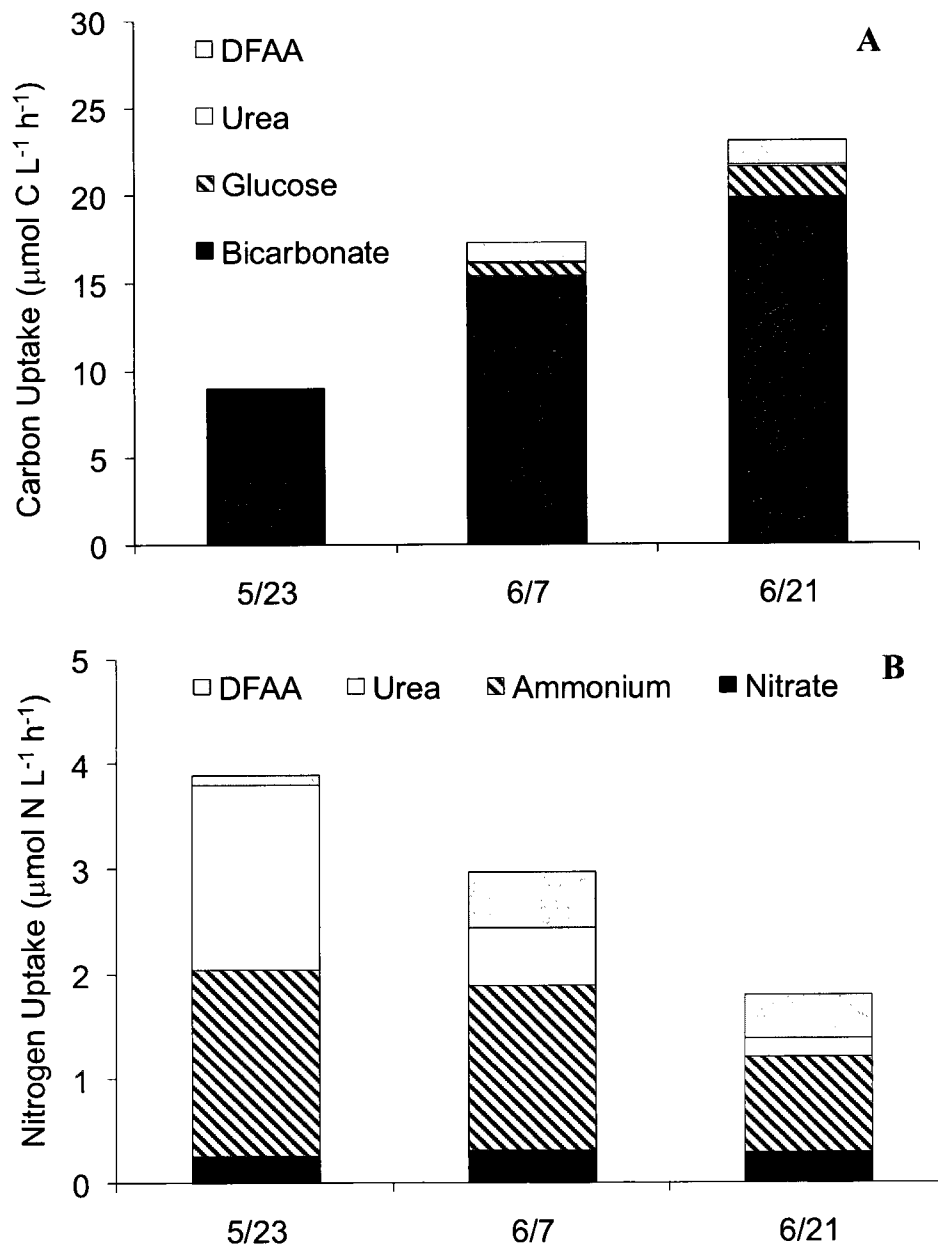 A
30
25
20
15
10
5
0
Carbon Uptake (μmol C L⁻¹ h⁻¹)
DFAA
Urea
Glucose
Bicarbonate
5/23 6/7 6/21
B
5
4
3
2
1
0
Nitrogen Uptake (μmol N L⁻¹ h⁻¹)
DFAA Urea Ammonium Nitrate
5/23 6/7 6/21